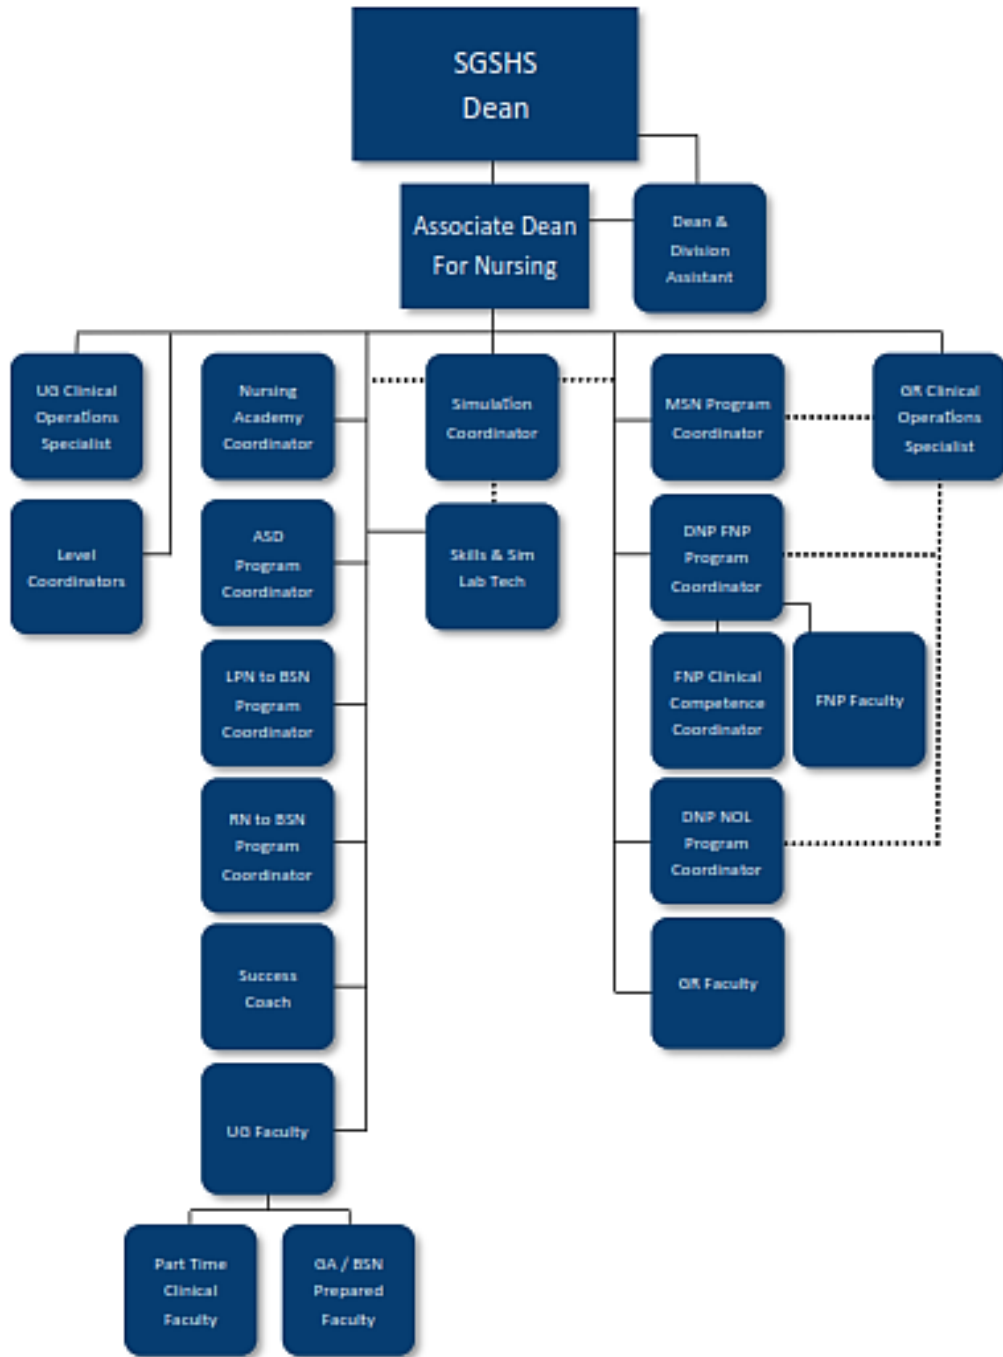 SGSHS
Dean
Associate Dean
For Nursing
Dean &
Division
Assistant
UG Clinical
Operations
Specialist
Nursing
Academy
Coordinator
Simulation
Coordinator
MSN Program
Coordinator
GR Clinical
Operations
Specialist
Level
Coordinators
ASD
Program
Coordinator
Skills & Sim
Lab Tech
DNP FNP
Program
Coordinator
LPN to BSN
Program
Coordinator
FNP Clinical
Competence
Coordinator
FNP Faculty
RN to BSN
Program
Coordinator
DNP NOL
Program
Coordinator
Success
Coach
GR Faculty
UG Faculty
Part Time
Clinical
Faculty
GA / BSN
Prepared
Faculty